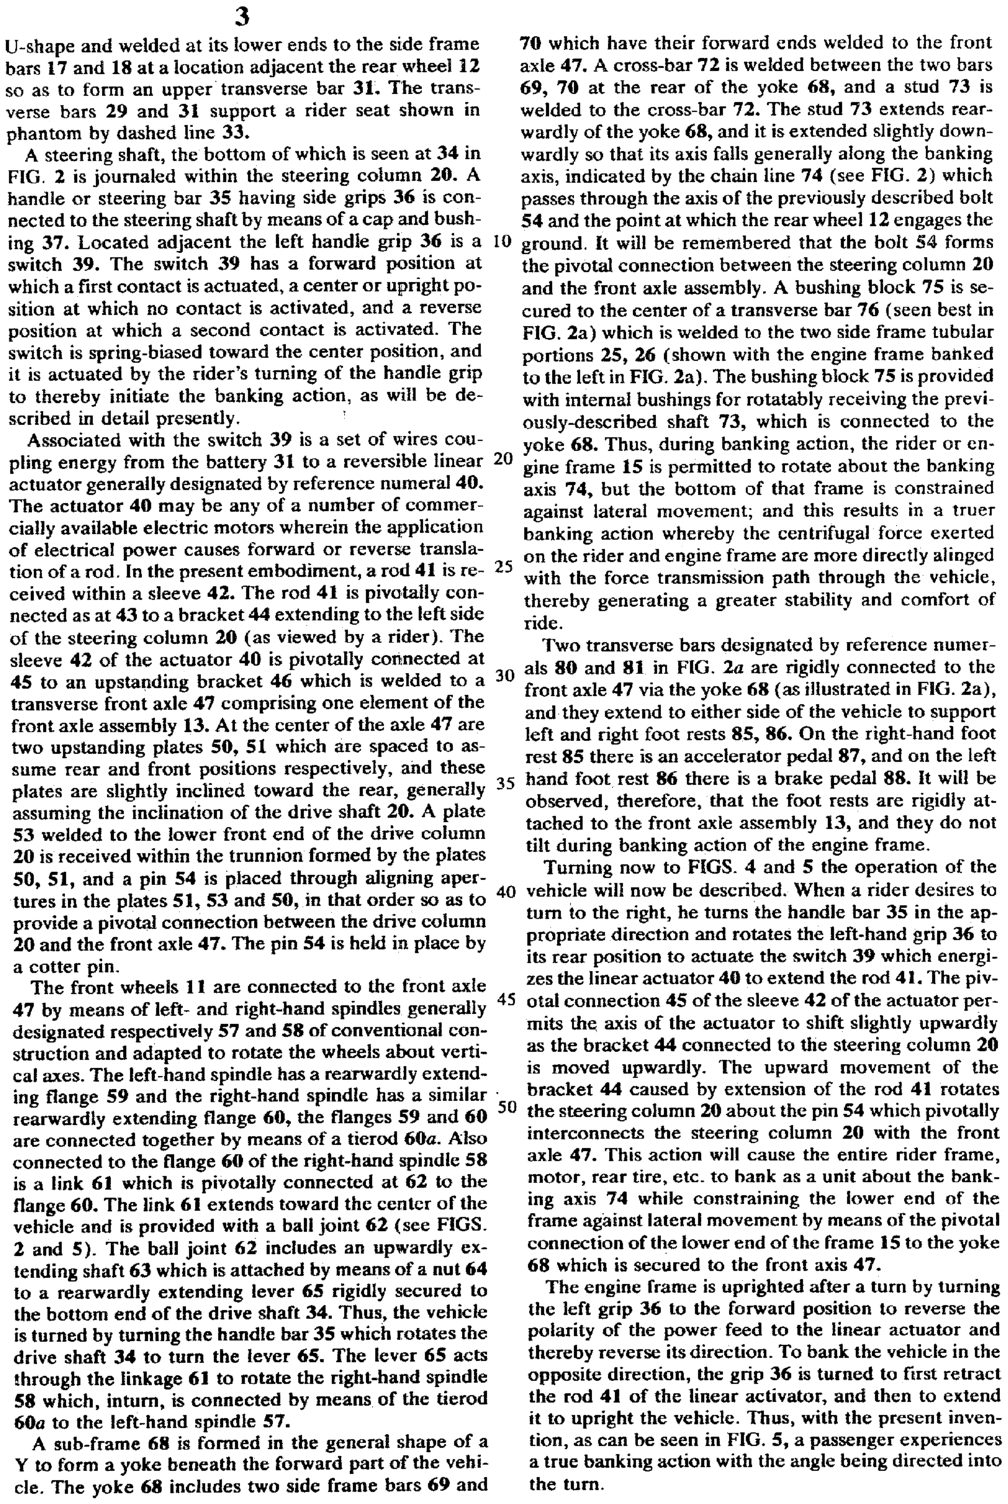 3
U-shape and welded at its lower ends to the side frame
bars 17 and 18 at a location adjacent the rear wheel 12
so as to form an upper transverse bar 31. The trans-
verse bars 29 and 31 support a rider seat shown in
phantom by dashed line 33.
A steering shaft, the bottom of which is seen at 34 in
FIG. 2 is journaled within the steering column 20. A
handle or steering bar 35 having side grips 36 is con-
nected to the steering shaft by means of a cap and bush-
ing 37. Located adjacent the left handle grip 36 is a
switch 39. The switch 39 has a forward position at
which a first contact is actuated, a center or upright po-
sition at which no contact is activated, and a reverse
position at which a second contact is activated. The
switch is spring-biased toward the center position, and
it is actuated by the rider's turning of the handle grip
to thereby initiate the banking action, as will be de-
scribed in detail presently.
Associated with the switch 39 is a set of wires cou-
pling energy from the battery 31 to a reversible linear
actuator generally designated by reference numeral 40.
The actuator 40 may be any of a number of commer-
cially available electric motors wherein the application
of electrical power causes forward or reverse transla-
tion of a rod. In the present embodiment, a rod 41 is re-
ceived within a sleeve 42. The rod 41 is pivotally con-
nected as at 43 to a bracket 44 extending to the left side
of the steering column 20 (as viewed by a rider). The
sleeve 42 of the actuator 40 is pivotally connected at
45 to an upstanding bracket 46 which is welded to a
transverse front axle 47 comprising one element of the
front axle assembly 13. At the center of the axle 47 are
two upstanding plates 50, 51 which are spaced to as-
sume rear and front positions respectively, and these
plates are slightly inclined toward the rear, generally
assuming the inclination of the drive shaft 20. A plate
53 welded to the lower front end of the drive column
20 is received within the trunnion formed by the plates
50, 51, and a pin 54 is placed through aligning aper-
tures in the plates 51, 53 and 50, in that order so as to
provide a pivotal connection between the drive column
20 and the front axle 47. The pin 54 is held in place by
a cotter pin.
The front wheels 11 are connected to the front axle
47 by means of left- and right-hand spindles generally
designated respectively 57 and 58 of conventional con-
struction and adapted to rotate the wheels about verti-
cal axes. The left-hand spindle has a rearwardly extend-
ing flange 59 and the right-hand spindle has a similar
rearwardly extending flange 60, the flanges 59 and 60
are connected together by means of a tierod 60a. Also
connected to the flange 60 of the right-hand spindle 58
is a link 61 which is pivotally connected at 62 to the
flange 60. The link 61 extends toward the center of the
vehicle and is provided with a ball joint 62 (see FIGS.
2 and 5). The ball joint 62 includes an upwardly ex-
tending shaft 63 which is attached by means of a nut 64
to a rearwardly extending lever 65 rigidly secured to
the bottom end of the drive shaft 34. Thus, the vehicle
is turned by turning the handle bar 35 which rotates the
drive shaft 34 to turn the lever 65. The lever 65 acts
through the linkage 61 to rotate the right-hand spindle
58 which, inturn, is connected by means of the tierod
60a to the left-hand spindle 57.
A sub-frame 68 is formed in the general shape of a
Y to form a yoke beneath the forward part of the vehi-
cle. The yoke 68 includes two side frame bars 69 and
10
20
25
30
35
40
45
50
70 which have their forward ends welded to the front
axle 47. A cross-bar 72 is welded between the two bars
69, 70 at the rear of the yoke 68, and a stud 73 is
welded to the cross-bar 72. The stud 73 extends rear-
wardly of the yoke 68, and it is extended slightly down-
wardly so that its axis falls generally along the banking
axis, indicated by the chain line 74 (see FIG. 2) which
passes through the axis of the previously described bolt
54 and the point at which the rear wheel 12 engages the
ground. It will be remembered that the bolt 54 forms
the pivotal connection between the steering column 20
and the front axle assembly. A bushing block 75 is se-
cured to the center of a transverse bar 76 (seen best in
FIG. 2a) which is welded to the two side frame tubular
portions 25, 26 (shown with the engine frame banked
to the left in FIG. 2a). The bushing block 75 is provided
with internal bushings for rotatably receiving the previ-
ously-described shaft 73, which is connected to the
yoke 68. Thus, during banking action, the rider or en-
gine frame 15 is permitted to rotate about the banking
axis 74, but the bottom of that frame is constrained
against lateral movement; and this results in a truer
banking action whereby the centrifugal force exerted
on the rider and engine frame are more directly alinged
with the force transmission path through the vehicle,
thereby generating a greater stability and comfort of
ride.
Two transverse bars designated by reference numer-
als 80 and 81 in FIG. 2a are rigidly connected to the
front axle 47 via the yoke 68 (as illustrated in FIG. 2a),
and they extend to either side of the vehicle to support
left and right foot rests 85, 86. On the right-hand foot
rest 85 there is an accelerator pedal 87, and on the left
hand foot rest 86 there is a brake pedal 88. It will be
observed, therefore, that the foot rests are rigidly at-
tached to the front axle assembly 13, and they do not
tilt during banking action of the engine frame.
Turning now to FIGS. 4 and 5 the operation of the
vehicle will now be described. When a rider desires to
turn to the right, he turns the handle bar 35 in the ap-
propriate direction and rotates the left-hand grip 36 to
its rear position to actuate the switch 39 which energi-
zes the linear actuator 40 to extend the rod 41. The piv-
otal connection 45 of the sleeve 42 of the actuator per-
mits the axis of the actuator to shift slightly upwardly
as the bracket 44 connected to the steering column 20
is moved upwardly. The upward movement of the
bracket 44 caused by extension of the rod 41 rotates
the steering column 20 about the pin 54 which pivotally
interconnects the steering column 20 with the front
axle 47. This action will cause the entire rider frame,
motor, rear tire, etc. to bank as a unit about the bank-
ing axis 74 while constraining the lower end of the
frame against lateral movement by means of the pivotal
connection of the lower end of the frame 15 to the yoke
68 which is secured to the front axis 47.
The engine frame is uprighted after a turn by turning
the left grip 36 to the forward position to reverse the
polarity of the power feed to the linear actuator and
thereby reverse its direction. To bank the vehicle in the
opposite direction, the grip 36 is turned to first retract
the rod 41 of the linear activator, and then to extend
it to upright the vehicle. Thus, with the present inven-
tion, as can be seen in FIG. 5, a passenger experiences
a true banking action with the angle being directed into
the turn.